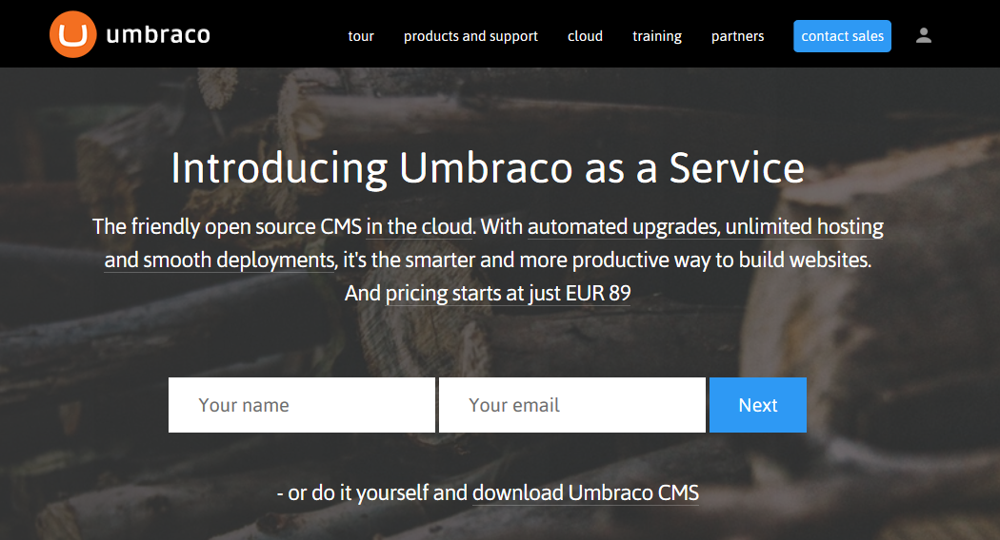 umbraco
tour products and support cloud training partners contact sales
Introducing Umbraco as a Service
The friendly open source CMS in the cloud. With automated upgrades, unlimited hosting
and smooth deployments, it's the smarter and more productive way to build websites.
And pricing starts at just EUR 89
Your name Your email Next
- or do it yourself and download Umbraco CMS